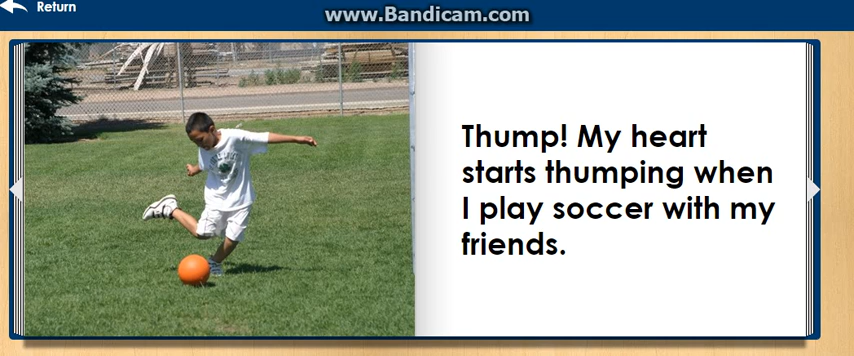 Return
www.Bandicam.com
Thump! My heart
starts thumping when
I play soccer with my
friends.